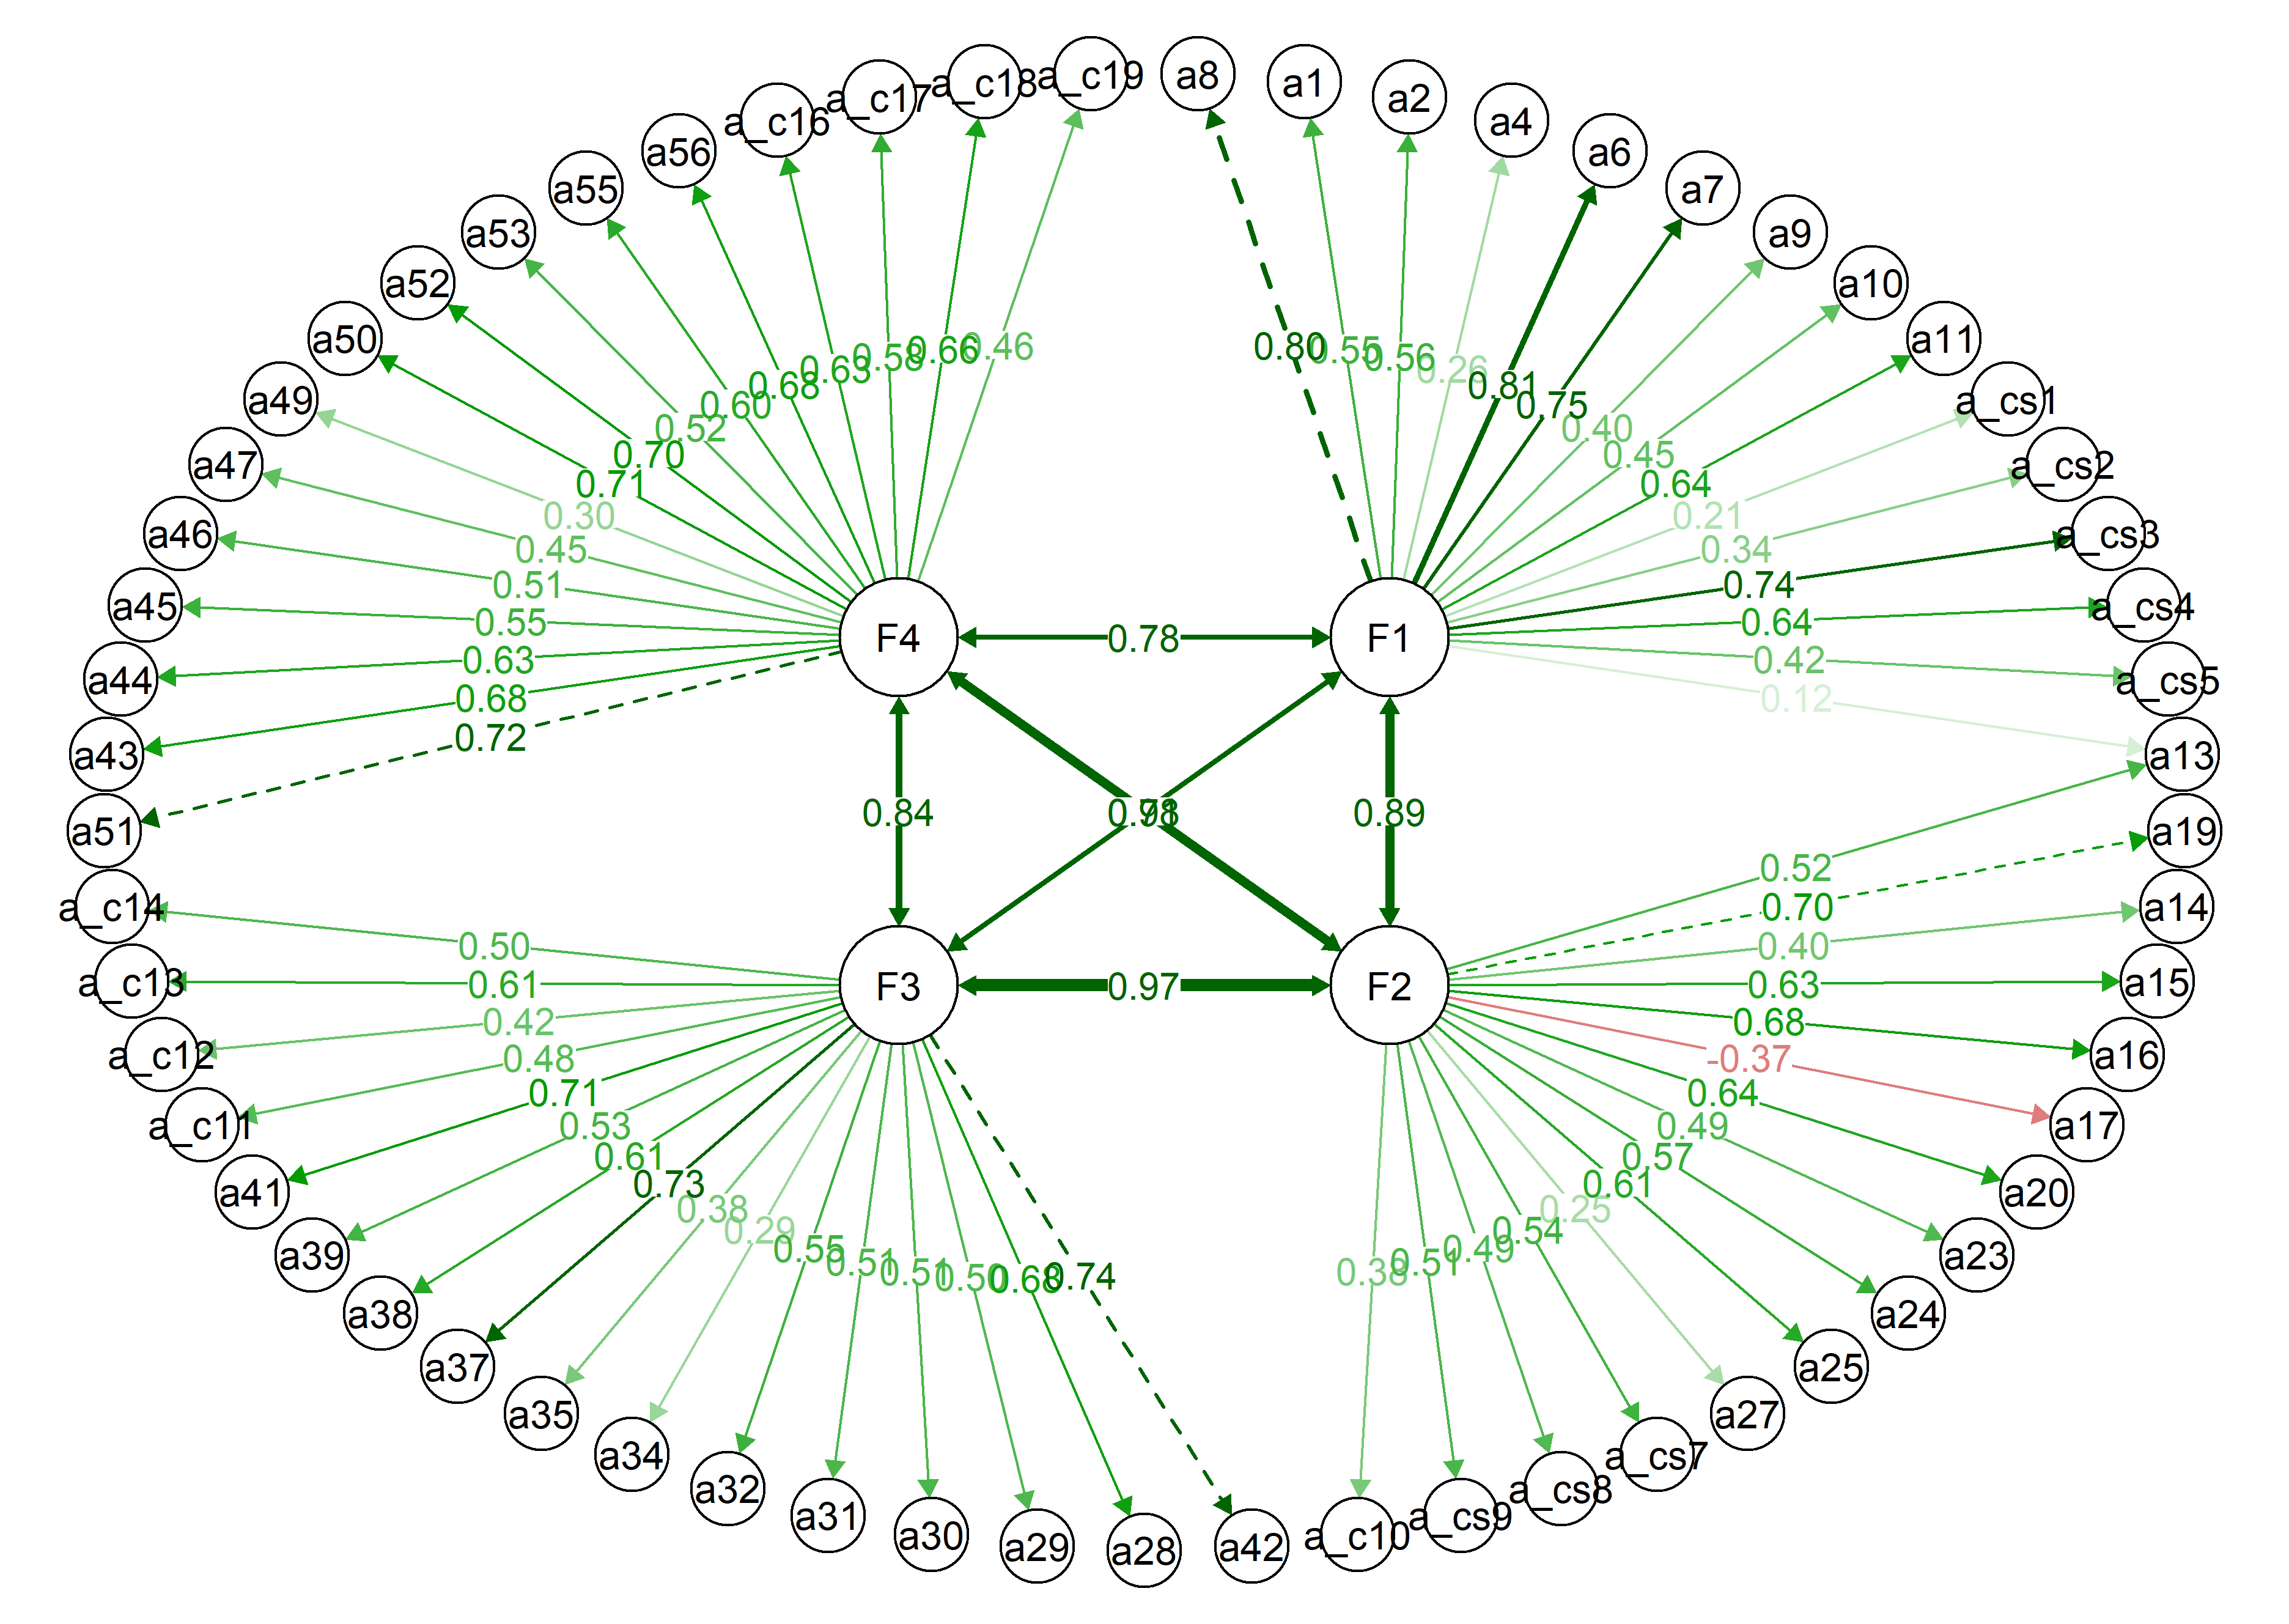 a_c16 a_c17 a_c18 a_c19 a8 a1 a2 a4
a56 a6
a55 a7
a53 a9
a52 a10
a50 a11
a49 a_cs1
a47 a_cs2
a46 a_cs3
a45 a_cs4
a44 a_cs5
a43 a13
a51 a19
a_c14 a14
a_c13 a15
a_c12 a16
a_c11 a17
a41 a20
a39 a23
a38 a24
a37 a25
a35 a27
a34 a_cs7
a32 a_cs8
a31 a_cs9
a30 a_c10
a29 a28 a42
F4 F1
F3 F2
0.46 0.66 0.58 0.63 0.68 0.60 0.52 0.70 0.71 0.30 0.45 0.51 0.55 0.63 0.68 0.72
0.80 0.55 0.56 0.26 0.81 0.75 0.40 0.45 0.64 0.21 0.34 0.74 0.64 0.42 0.12
0.78
0.84 0.89
0.97
0.52 0.70 0.40 0.63 0.68 -0.37 0.64 0.49 0.57 0.61 0.25 0.54 0.49 0.51 0.38
0.50 0.61 0.42 0.48 0.71 0.53 0.61 0.73 0.38 0.29 0.55 0.51 0.51 0.50 0.68 0.74